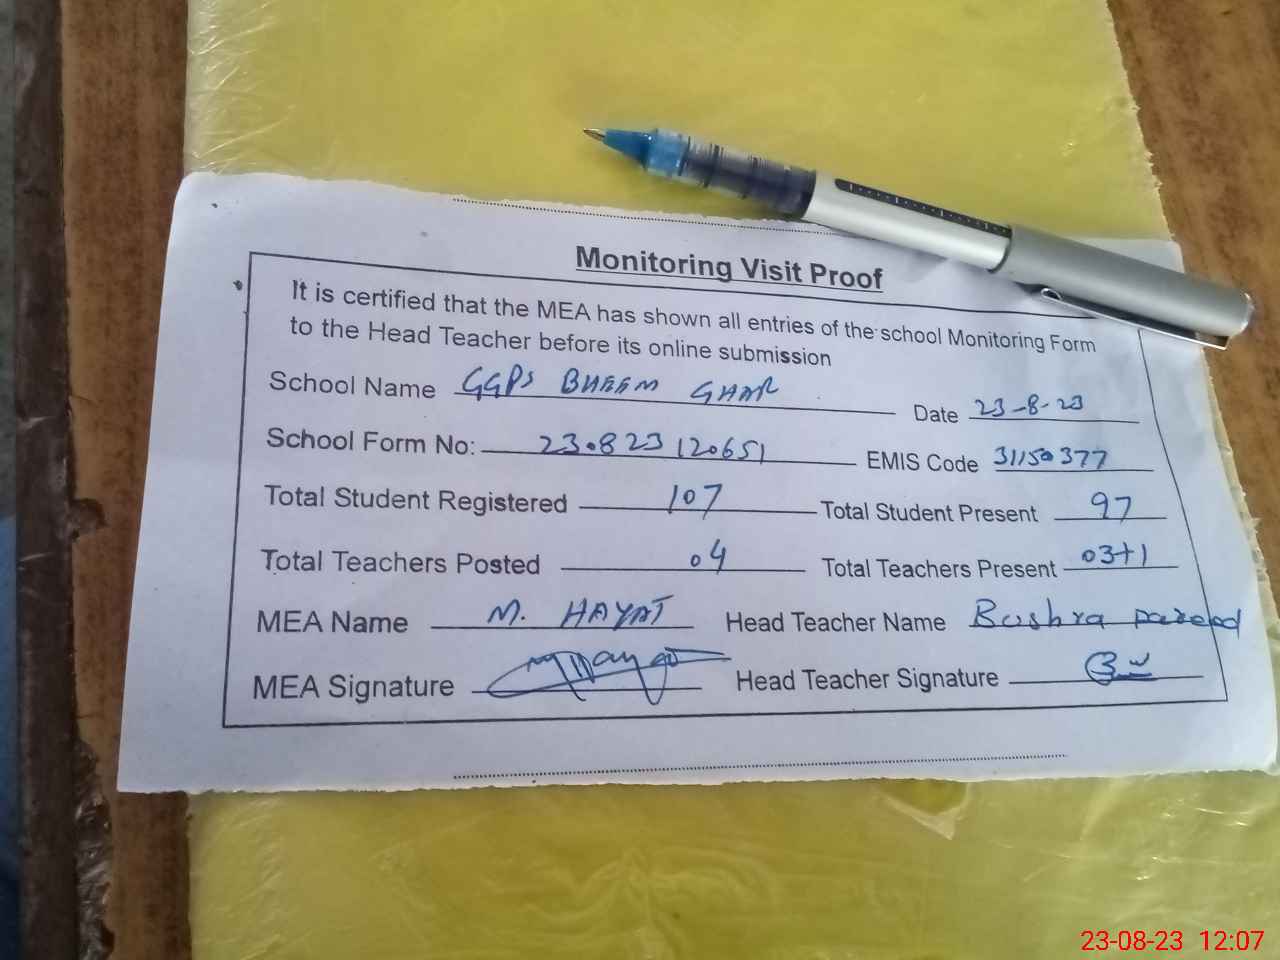 Monitoring Visit Proof
It is certified that the MEA has shown all entries of the school Monitoring Form
to the Head Teacher before its online submission
School Name GGPS BHEEM GHAR Date 23-8-23
School Form No: 230823120651 EMIS Code 31150377
Total Student Registered 107 Total Student Present 97
Total Teachers Posted 04 Total Teachers Present 03+1
MEA Name M. HAYAT Head Teacher Name Bushra
MEA Signature Head Teacher Signature
23-08-23 12:07